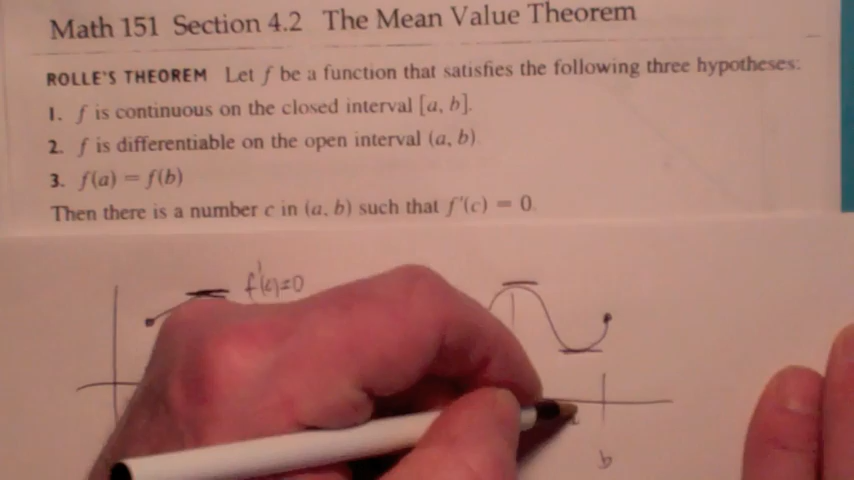 Math 151 Section 4.2 The Mean Value Theorem
ROLLE'S THEOREM Let f be a function that satisfies the following three hypotheses:
1. f is continuous on the closed interval [a, b].
2. f is differentiable on the open interval (a, b)
3. f(a) = f(b)
Then there is a number c in (a, b) such that f'(c) = 0.
f'(c)=0
b